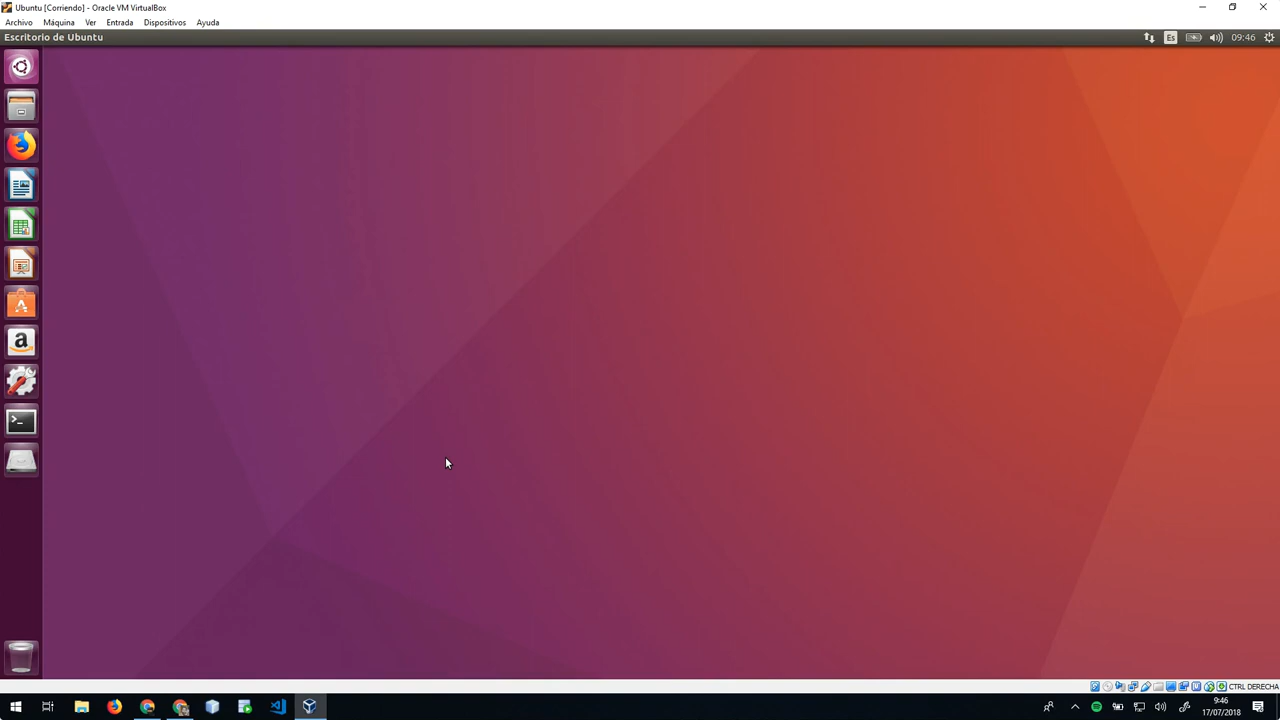 Ubuntu [Corriendo] - Oracle VM VirtualBox
Archivo Máquina Ver Entrada Dispositivos Ayuda
Escritorio de Ubuntu Es 09:46
CTRL DERECHA
9:46
17/07/2018